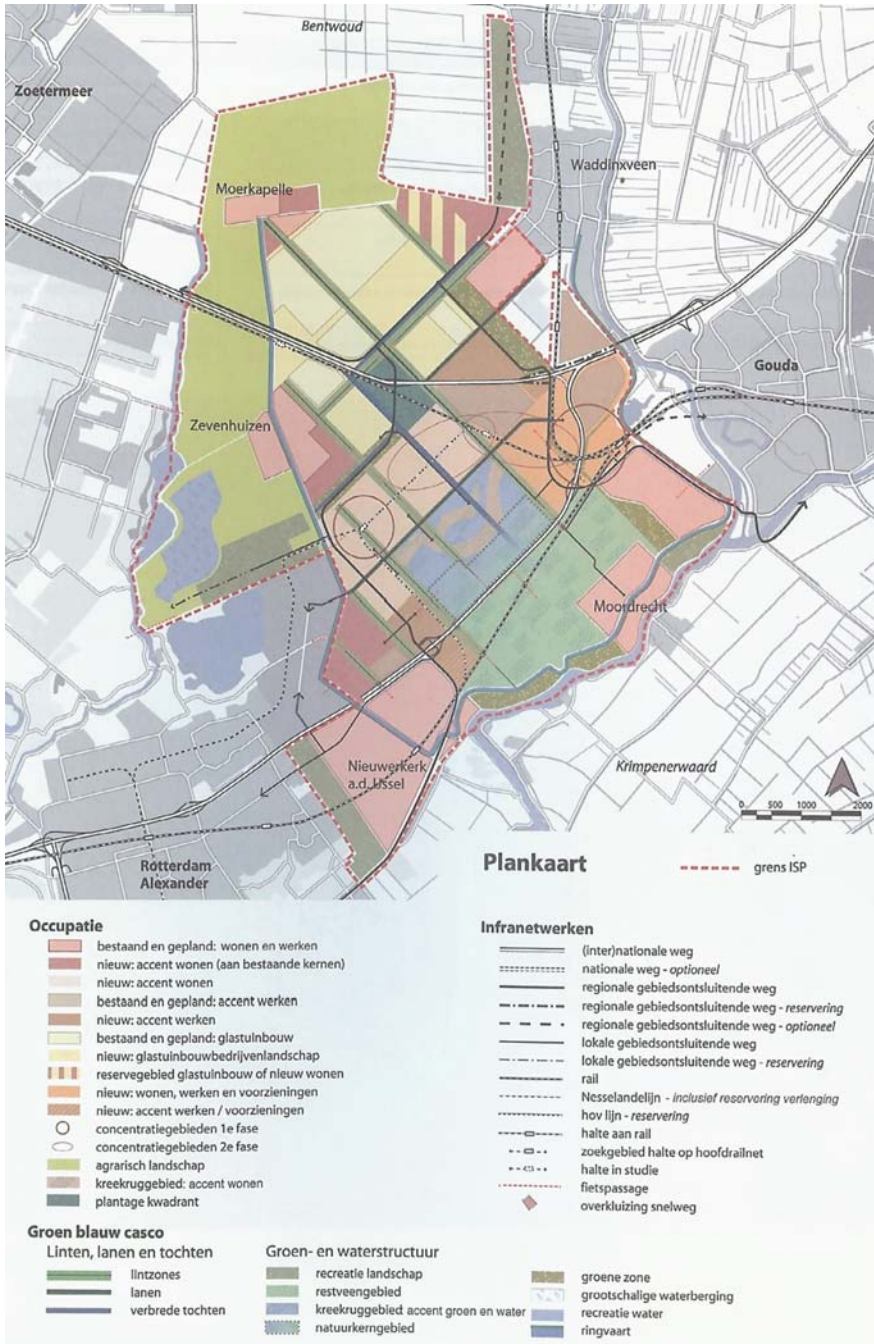 Bentwoud
Zoetermeer
Waddinxveen
Moerkapelle
Gouda
Zevenhuizen
Moordrecht
Nieuwerkerk
a.d. IJssel
Krimpenerwaard
0 500 1000 2000
Rotterdam
Alexander
Plankaart
grens ISP
Occupatie
bestaand en gepland: wonen en werken
nieuw: accent wonen (aan bestaande kernen)
nieuw: accent wonen
bestaand en gepland: accent werken
nieuw: accent werken
bestaand en gepland: glastuinbouw
nieuw: glastuinbouwbedrijvenlandschap
reservegebied glastuinbouw of nieuw wonen
nieuw: wonen, werken en voorzieningen
nieuw: accent werken / voorzieningen
concentratiegebieden 1e fase
concentratiegebieden 2e fase
agrarisch landschap
kreekruggebied: accent wonen
plantage kwadrant
Infranetwerken
(inter)nationale weg
nationale weg - optioneel
regionale gebiedsontsluitende weg
regionale gebiedsontsluitende weg - reservering
regionale gebiedsontsluitende weg - optioneel
lokale gebiedsontsluitende weg
lokale gebiedsontsluitende weg - reservering
rail
Nesselandelijn - inclusief reservering verlenging
hov lijn - reservering
halte aan rail
zoekgebied halte op hoofdrailnet
halte in studie
fietspassage
overkluizing snelweg
Groen blauw casco
Linten, lanen en tochten
lintzones
lanen
verbrede tochten
Groen- en waterstructuur
recreatie landschap
restveengebied
kreekruggebied: accent groen en water
natuurkerngebied
groene zone
grootschalige waterberging
recreatie water
ringvaart